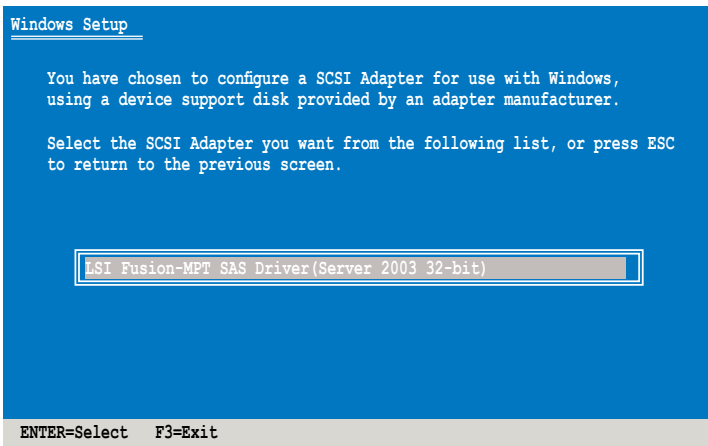 Windows Setup
You have chosen to configure a SCSI Adapter for use with Windows,
using a device support disk provided by an adapter manufacturer.
Select the SCSI Adapter you want from the following list, or press ESC
to return to the previous screen.
LSI Fusion-MPT SAS Driver(Server 2003 32-bit)
ENTER=Select F3=Exit